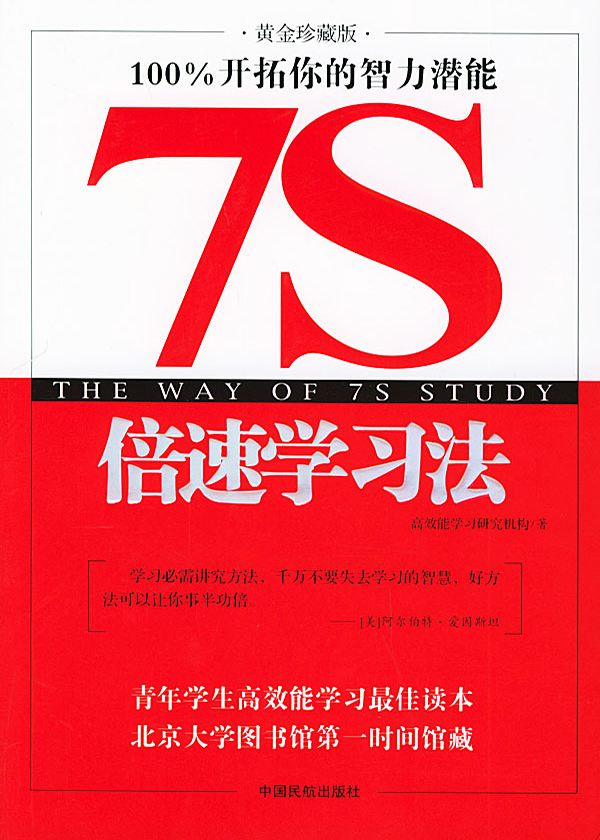 ·黄金珍藏版·
100%开拓你的智力潜能
7S
THE WAY OF 7S STUDY
倍速学习法
高效能学习研究机构/著
学习必需讲究方法，千万不要失去学习的智慧，好方
法可以让你事半功倍。
——[美]阿尔伯特·爱因斯坦
青年学生高效能学习最佳读本
北京大学图书馆第一时间馆藏
中国民航出版社